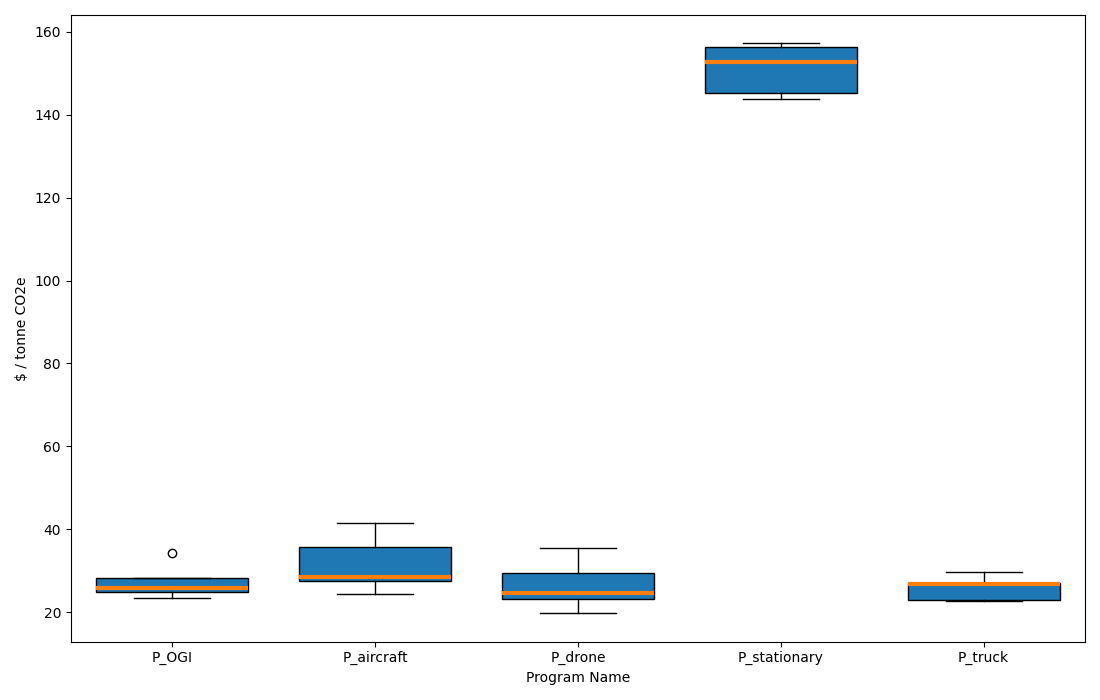 $ / tonne CO2e
160
140
120
100
80
60
40
20
P_OGI
P_aircraft
P_drone
P_stationary
P_truck
Program Name